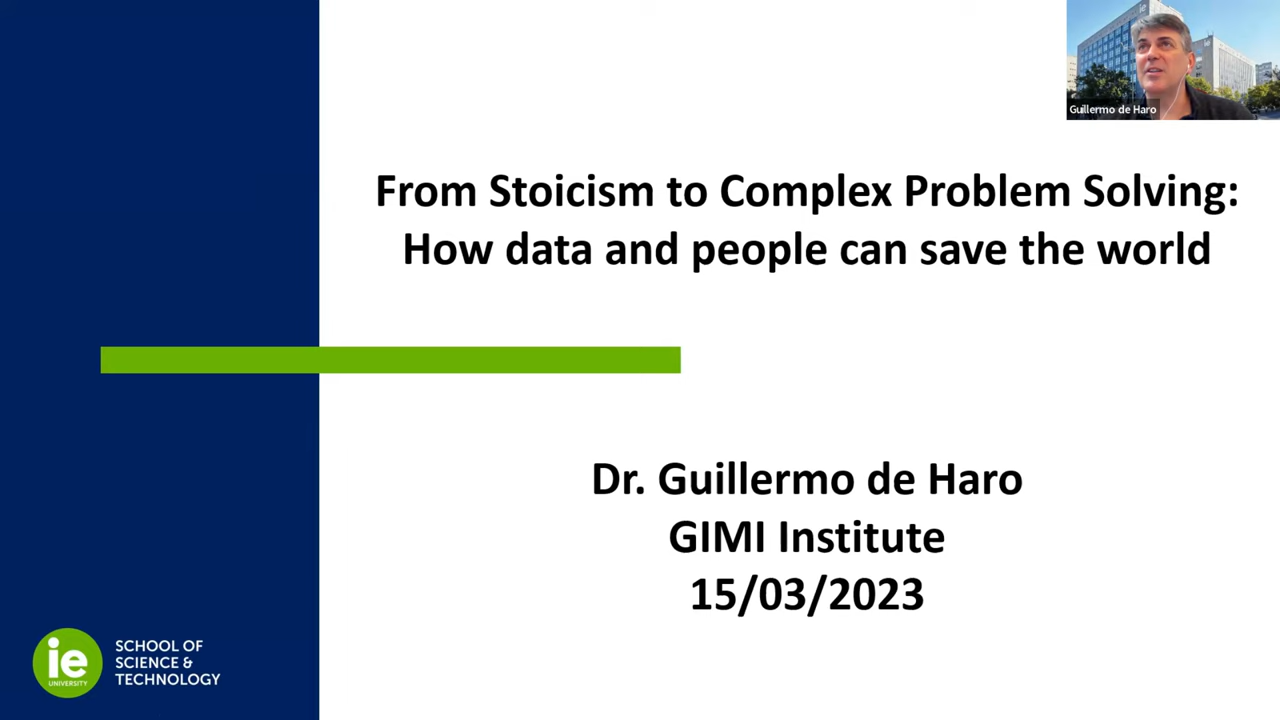 ie
Guillermo de Haro
From Stoicism to Complex Problem Solving:
How data and people can save the world
Dr. Guillermo de Haro
GIMI Institute
15/03/2023
ie
UNIVERSITY
SCHOOL OF
SCIENCE &
TECHNOLOGY